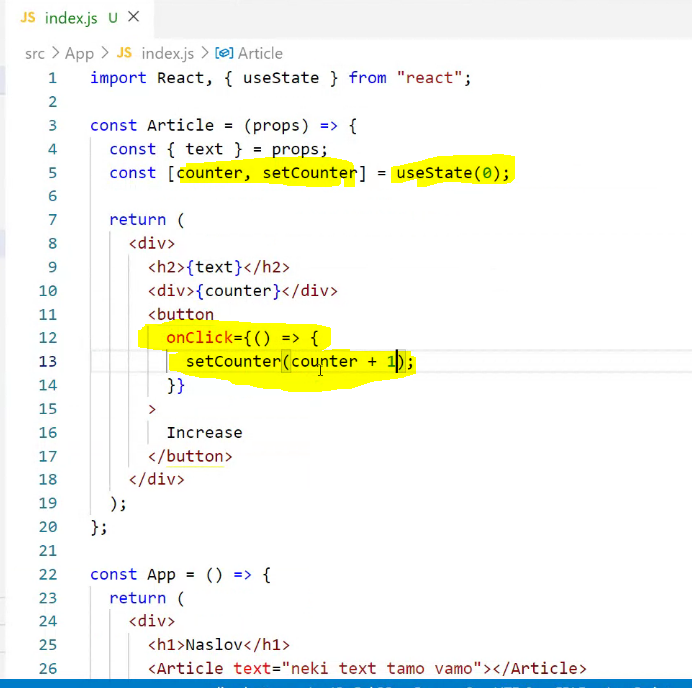 JS index.js U
src > App > JS index.js > Article
1 import React, { useState } from "react";
2
3 const Article = (props) => {
4 const { text } = props;
5 const [counter, setCounter] = useState(0);
6
7 return (
8 <div>
9 <h2>{text}</h2>
10 <div>{counter}</div>
11 <button
12 onClick={() => {
13 setCounter(counter + 1);
14 }}
15 >
16 Increase
17 </button>
18 </div>
19 );
20 };
21
22 const App = () => {
23 return (
24 <div>
25 <h1>Naslov</h1>
26 <Article text="neki text tamo vamo"></Article>